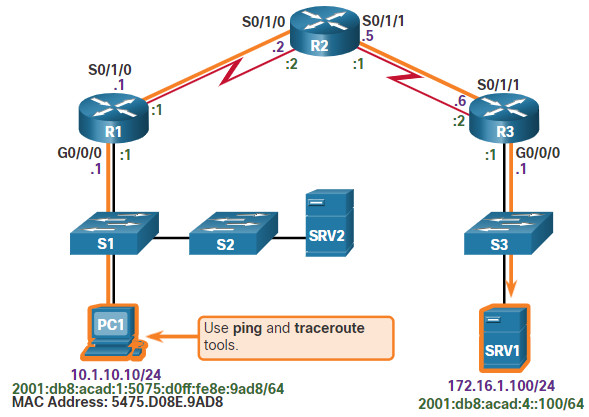 S0/1/0
S0/1/1
R2
.2
.5
:2
:1
S0/1/0
.1
:1
S0/1/1
.6
:2
R1
R3
G0/0/0
:1
.1
:1
G0/0/0
.1
S1
S2
SRV2
S3
PC1
Use ping and traceroute
tools.
SRV1
10.1.10.10/24
2001:db8:acad:1:5075:d0ff:fe8e:9ad8/64
MAC Address: 5475.D08E.9AD8
172.16.1.100/24
2001:db8:acad:4::100/64